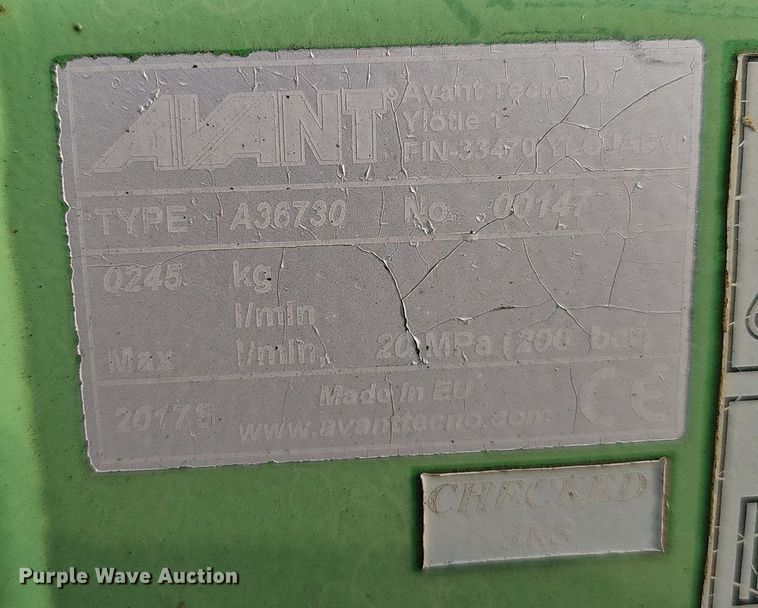 AVANT®
Avant Tecno Oy
Ylötie 1
FIN-33470 YLÖJÄRVI
TYPE A36730 No. 00147
0245 kg
l/min
Max l/min 20 MPa (200 bar)
Made in EU
2017S www.avanttecno.com CE
CHECKED
JKS
Purple Wave Auction